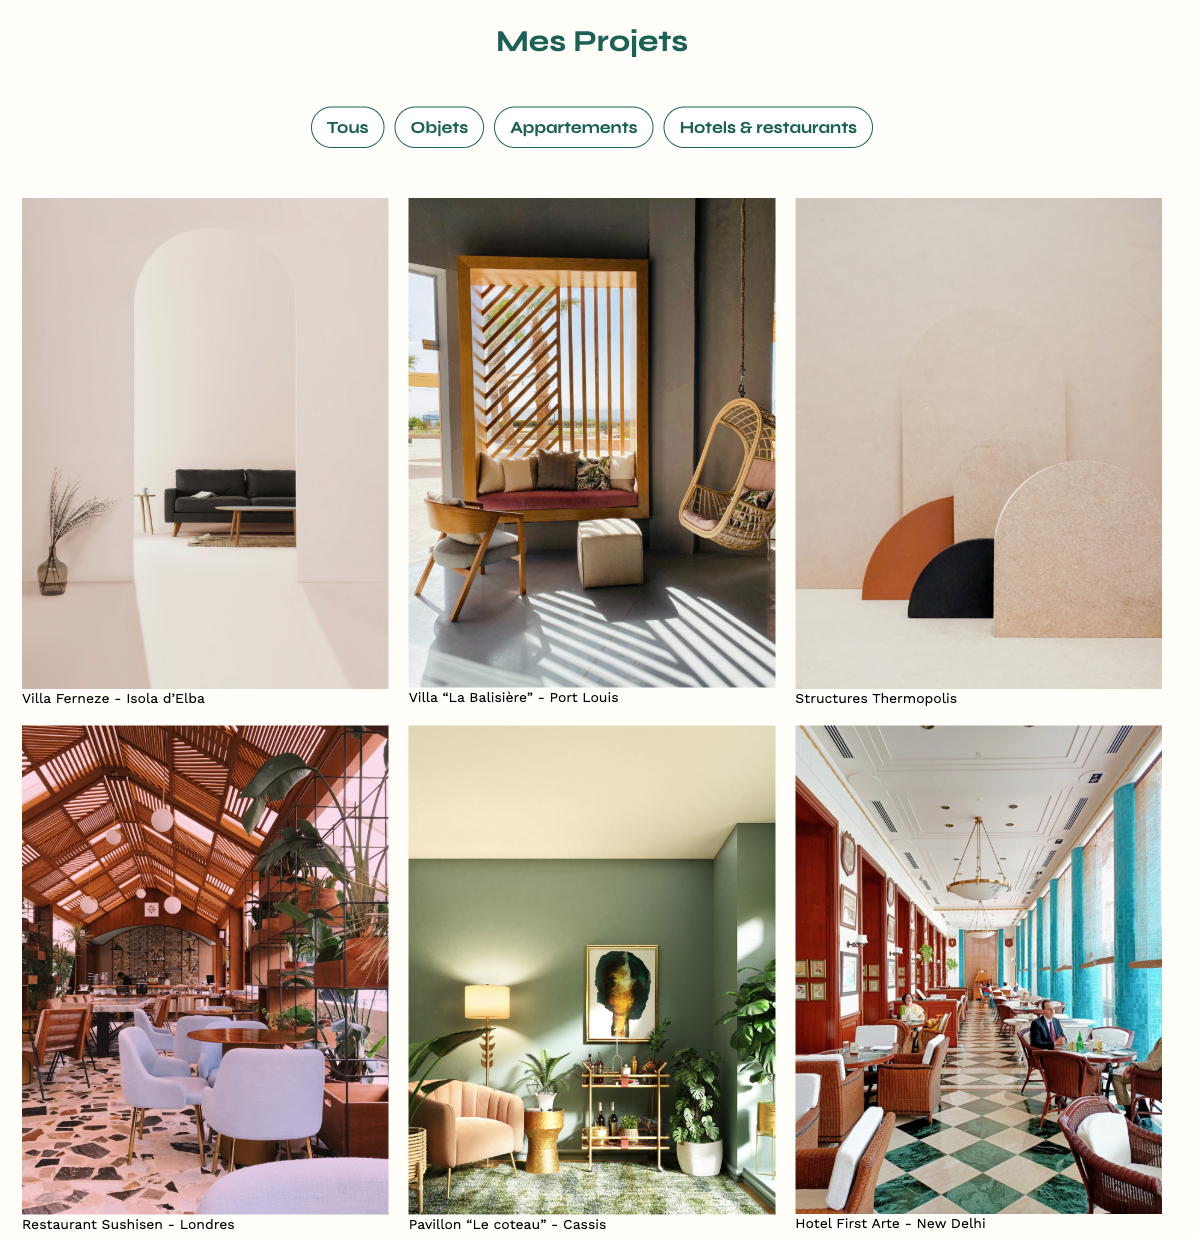 Mes Projets
Tous
Objets
Appartements
Hotels & restaurants
Villa Ferneze - Isola d’Elba
Villa “La Balisière” - Port Louis
Structures Thermopolis
Restaurant Sushisen - Londres
Pavillon “Le coteau” - Cassis
Hotel First Arte - New Delhi